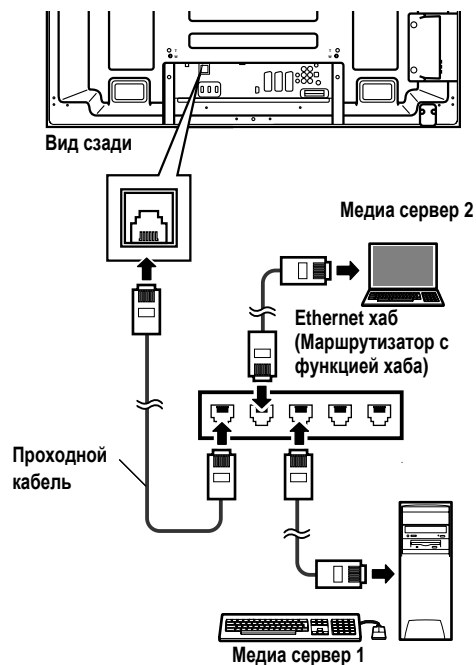 Вид сзади
Медиа сервер 2
Ethernet хаб
(Маршрутизатор с
функцией хаба)
Проходной
кабель
Медиа сервер 1